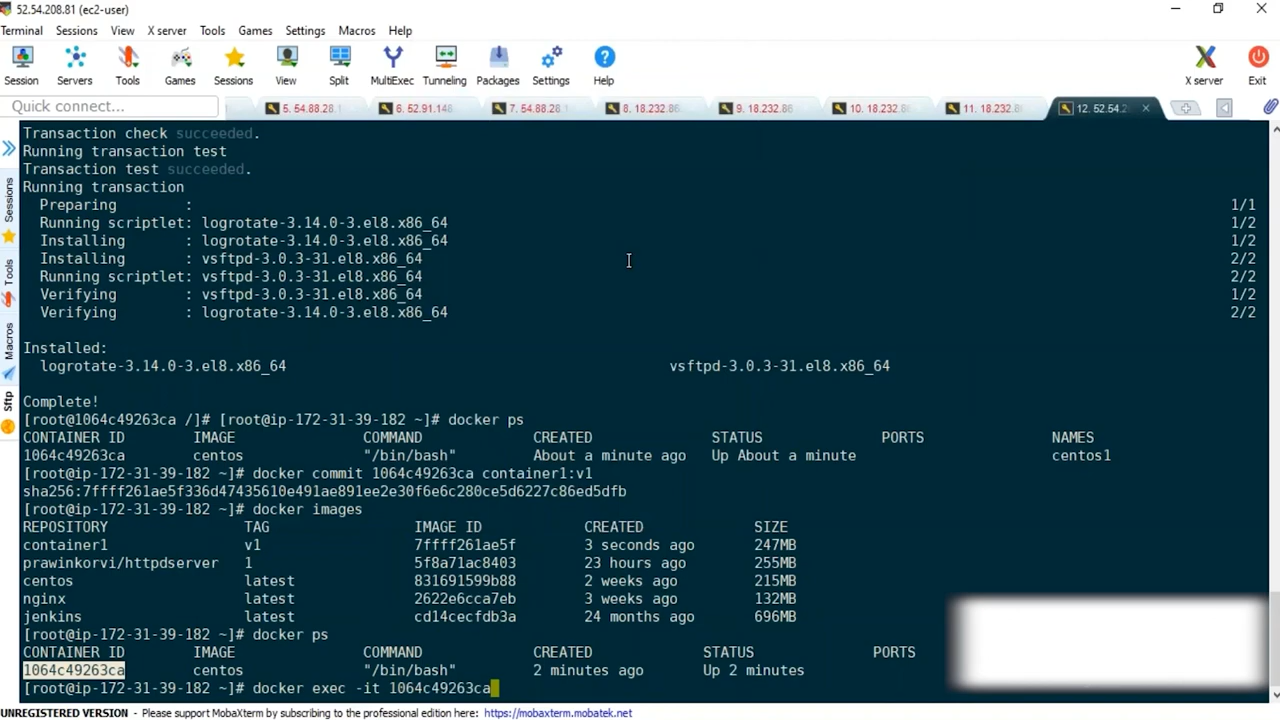 52.54.208.81 (ec2-user)
Terminal Sessions View X server Tools Games Settings Macros Help
Session Servers Tools Games Sessions View Split MultiExec Tunneling Packages Settings Help X server Exit
Quick connect... 5. 54.88.28.1 6. 52.91.148 7. 54.88.28.1 8. 18.232.86. 9. 18.232.86 10. 18.232.86. 11. 18.232.8 12. 52.54.2
Sessions
Tools
Macros
Sftp
Transaction check succeeded.
Running transaction test
Transaction test succeeded.
Running transaction
Preparing : 1/1
Running scriptlet: logrotate-3.14.0-3.el8.x86_64 1/2
Installing : logrotate-3.14.0-3.el8.x86_64 1/2
Installing : vsftpd-3.0.3-31.el8.x86_64 2/2
Running scriptlet: vsftpd-3.0.3-31.el8.x86_64 2/2
Verifying : vsftpd-3.0.3-31.el8.x86_64 1/2
Verifying : logrotate-3.14.0-3.el8.x86_64 2/2
Installed:
logrotate-3.14.0-3.el8.x86_64 vsftpd-3.0.3-31.el8.x86_64
Complete!
[root@1064c49263ca /]# [root@ip-172-31-39-182 ~]# docker ps
CONTAINER ID IMAGE COMMAND CREATED STATUS PORTS NAMES
1064c49263ca centos "/bin/bash" About a minute ago Up About a minute centos1
[root@ip-172-31-39-182 ~]# docker commit 1064c49263ca container1:v1
sha256:7ffff261ae5f336d47435610e491ae891ee2e30f6e6c280ce5d6227c86ed5dfb
[root@ip-172-31-39-182 ~]# docker images
REPOSITORY TAG IMAGE ID CREATED SIZE
container1 v1 7ffff261ae5f 3 seconds ago 247MB
prawinkorvi/httpdserver 1 5f8a71ac8403 23 hours ago 255MB
centos latest 831691599b88 2 weeks ago 215MB
nginx latest 2622e6cca7eb 3 weeks ago 132MB
jenkins latest cd14cecfdb3a 24 months ago 696MB
[root@ip-172-31-39-182 ~]# docker ps
CONTAINER ID IMAGE COMMAND CREATED STATUS PORTS
1064c49263ca centos "/bin/bash" 2 minutes ago Up 2 minutes
[root@ip-172-31-39-182 ~]# docker exec -it 1064c49263ca
UNREGISTERED VERSION - Please support MobaXterm by subscribing to the professional edition here: https://mobaxterm.mobatek.net